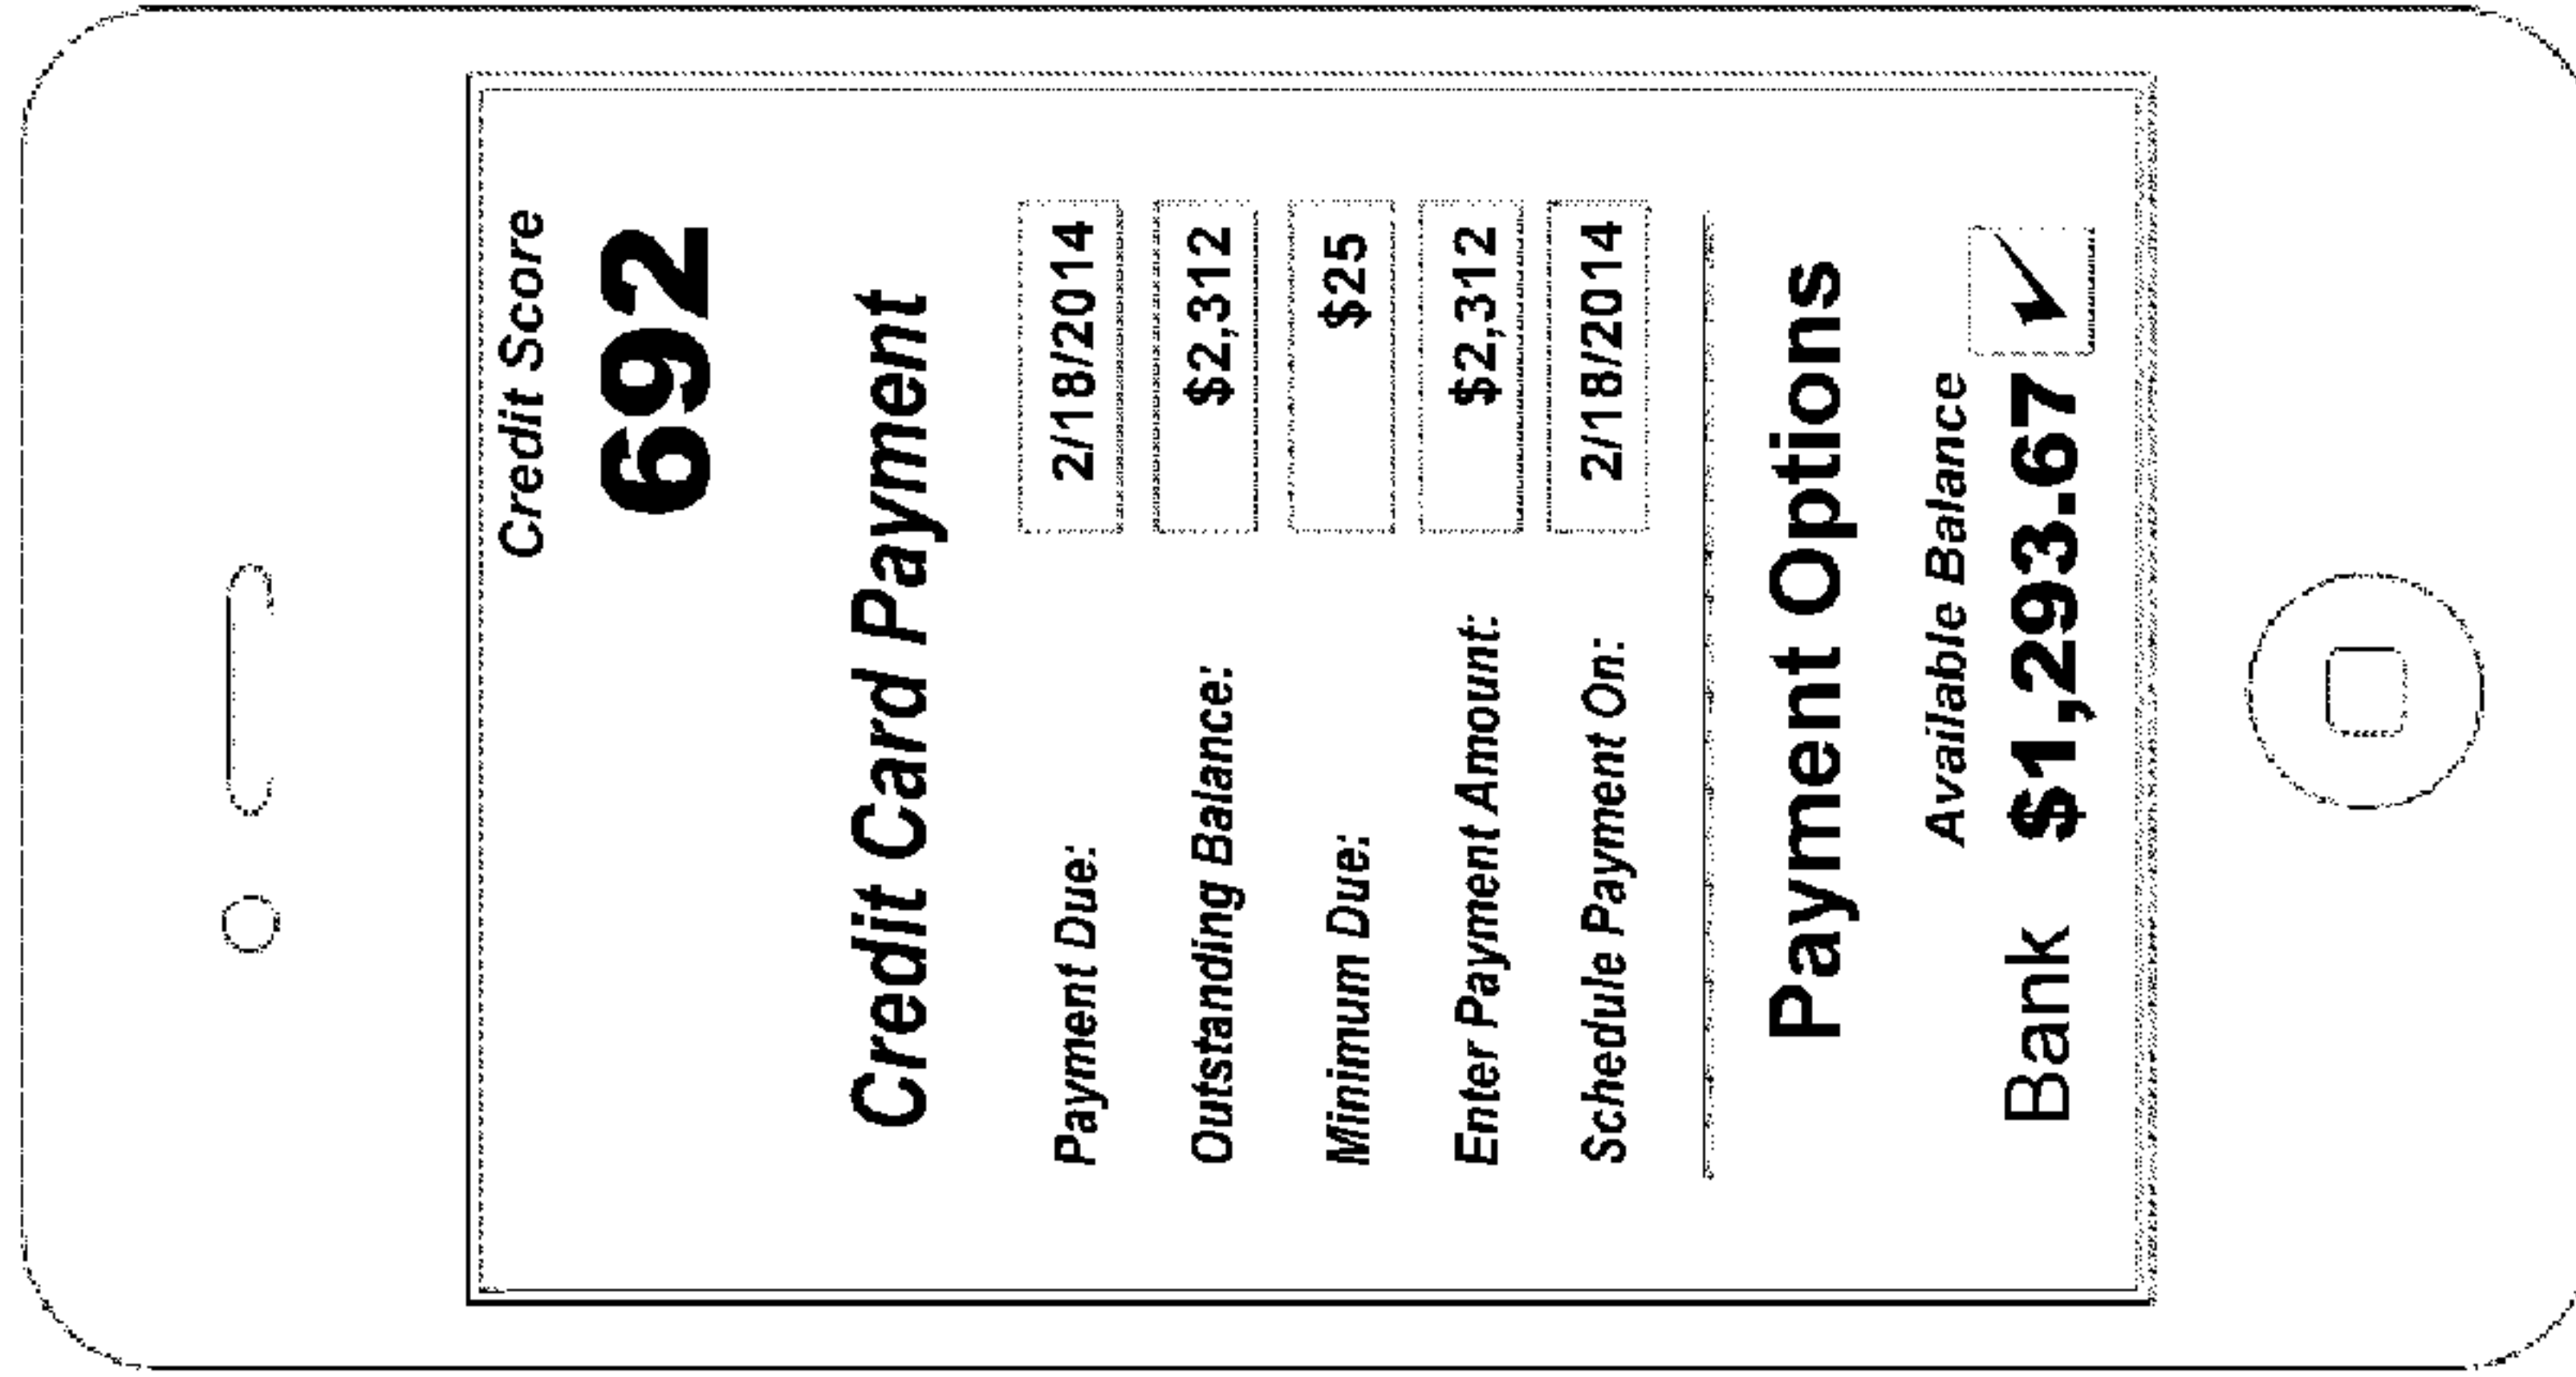 Credit Score
692
Credit Card Payment
Payment Due: 2/18/2014
Outstanding Balance: $2,312
Minimum Due: $25
Enter Payment Amount: $2,312
Schedule Payment On: 2/18/2014
Payment Options
Available Balance
Bank $1,293.67